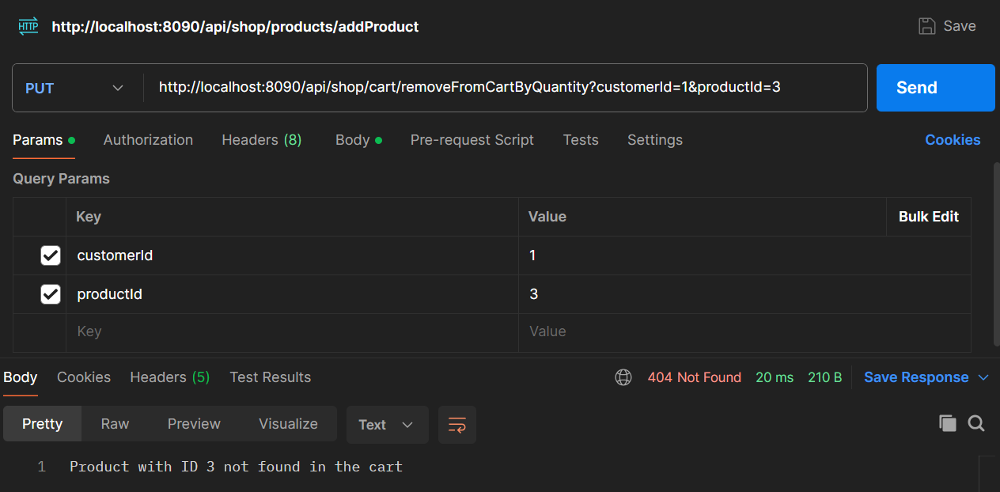 HTTP http://localhost:8090/api/shop/products/addProduct Save
PUT http://localhost:8090/api/shop/cart/removeFromCartByQuantity?customerId=1&productId=3 Send
Params Authorization Headers (8) Body Pre-request Script Tests Settings Cookies
Query Params
Key Value Bulk Edit
customerId 1
productId 3
Key Value
Body Cookies Headers (5) Test Results 404 Not Found 20 ms 210 B Save Response
Pretty Raw Preview Visualize Text
1 Product with ID 3 not found in the cart